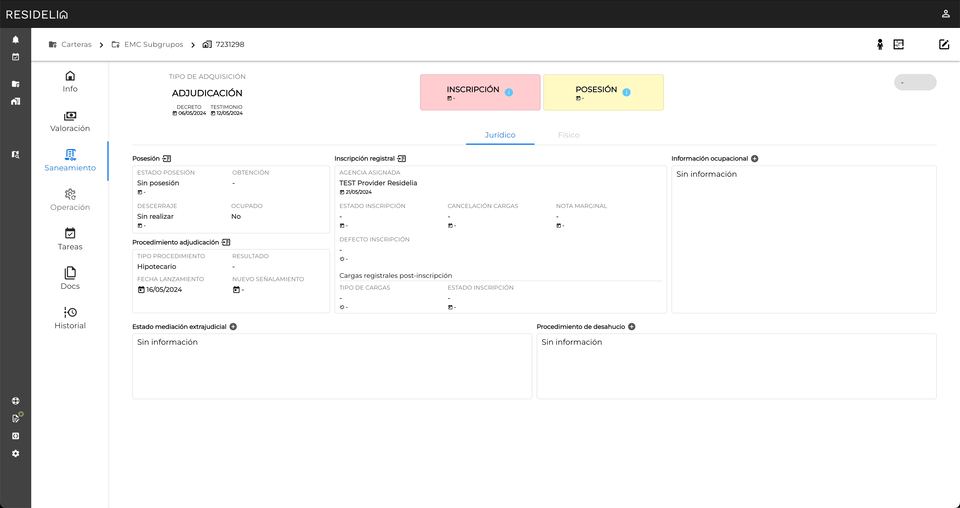 RESIDELIA
Carteras > EMC Subgrupos > 7231298
Info
Valoración
Saneamiento
Operación
Tareas
Docs
Historial
TIPO DE ADQUISICIÓN
ADJUDICACIÓN
DECRETO TESTIMONIO
06/05/2024 12/05/2024
INSCRIPCIÓN
-
POSESIÓN
-
-
Jurídico Físico
Posesión
ESTADO POSESIÓN OBTENCIÓN
Sin posesión -
-
DESCERRAJE OCUPADO
Sin realizar No
-
Procedimiento adjudicación
TIPO PROCEDIMIENTO RESULTADO
Hipotecario -
FECHA LANZAMIENTO NUEVO SEÑALAMIENTO
16/05/2024 -
Inscripción registral
AGENCIA ASIGNADA
TEST Provider Residelia
21/05/2024
ESTADO INSCRIPCIÓN CANCELACIÓN CARGAS NOTA MARGINAL
- - -
- - -
DEFECTO INSCRIPCIÓN
-
-
Cargas registrales post-inscripción
TIPO DE CARGAS ESTADO INSCRIPCIÓN
- -
- -
Información ocupacional
Sin información
Estado mediación extrajudicial
Sin información
Procedimiento de desahucio
Sin información